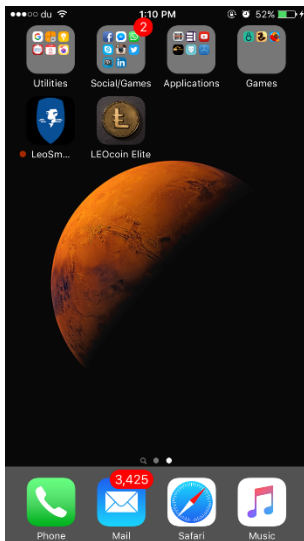 du 1:10 PM 52%
2
Utilities Social/Games Applications Games
LeoSm... LEOcoin Elite
3,425
Phone Mail Safari Music